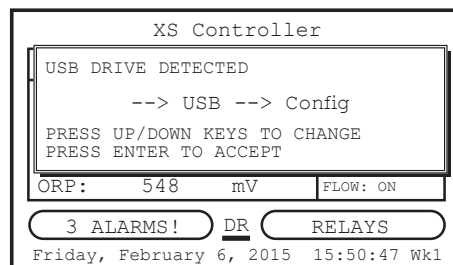 XS Controller
USB DRIVE DETECTED
--> USB --> Config
PRESS UP/DOWN KEYS TO CHANGE
PRESS ENTER TO ACCEPT
ORP: 548 mV FLOW: ON
3 ALARMS! DR RELAYS
Friday, February 6, 2015 15:50:47 Wk1